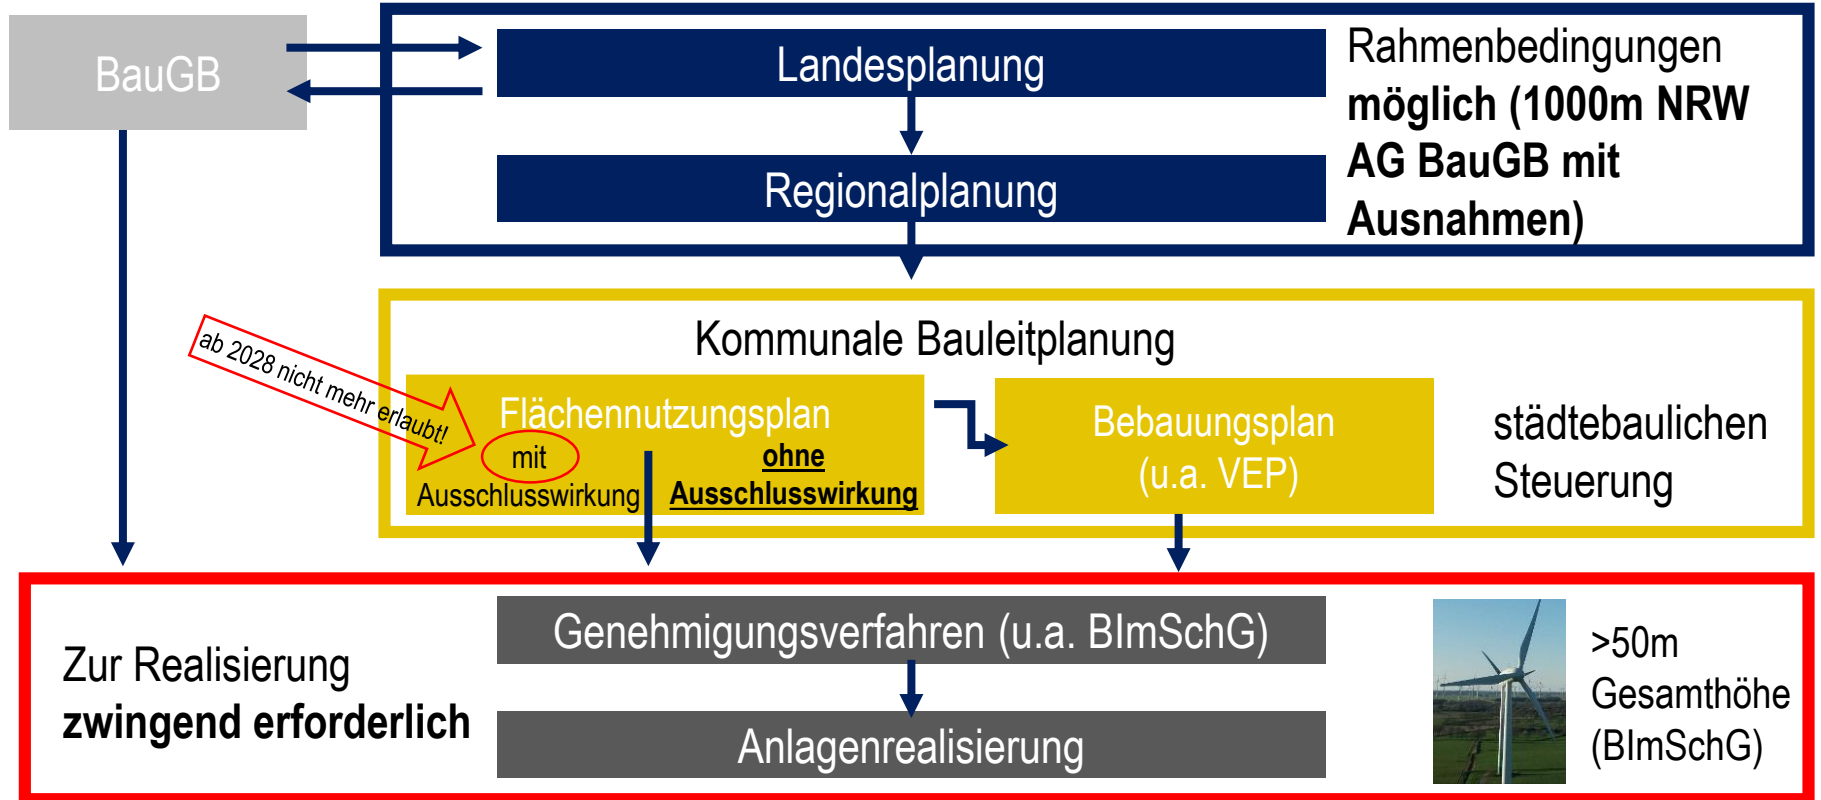 BauGB
Landesplanung
Regionalplanung
Rahmenbedingungen
möglich (1000m NRW
AG BauGB mit
Ausnahmen)
Kommunale Bauleitplanung
ab 2028 nicht mehr erlaubt!
Flächennutzungsplan
mit
Ausschlusswirkung
ohne
Ausschlusswirkung
Bebauungsplan
(u.a. VEP)
städtebaulichen
Steuerung
Zur Realisierung
zwingend erforderlich
Genehmigungsverfahren (u.a. BImSchG)
Anlagenrealisierung
>50m
Gesamthöhe
(BImSchG)